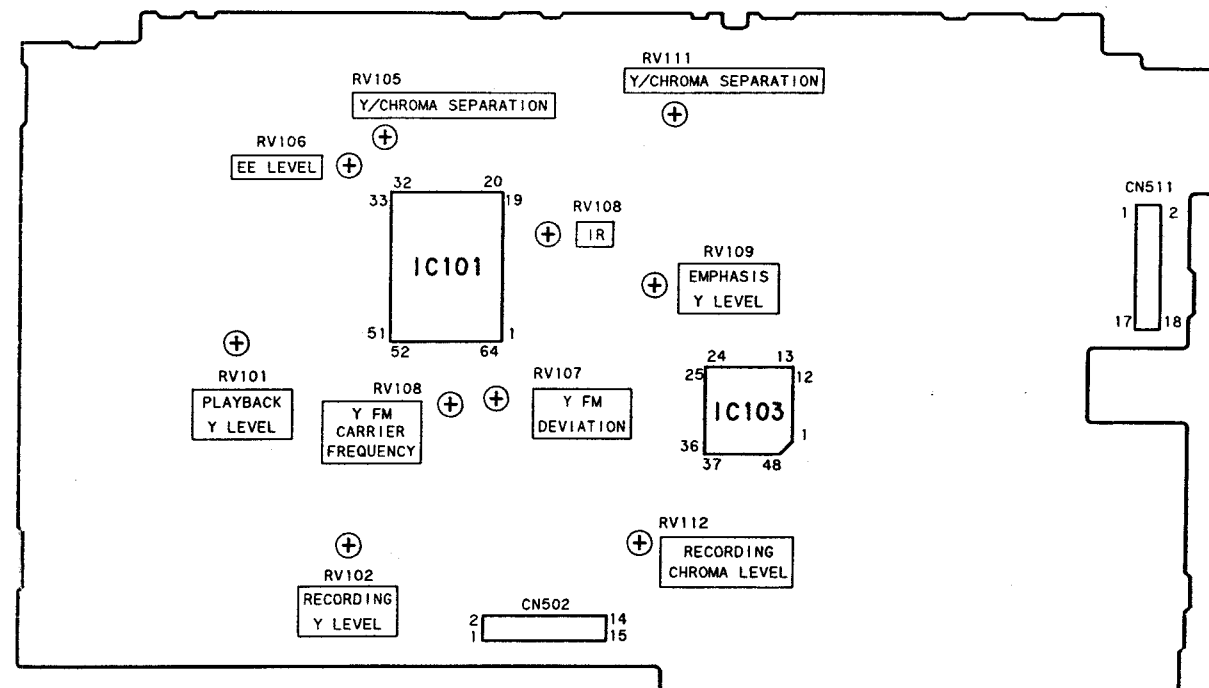 RV111
Y/CHROMA SEPARATION
RV105
Y/CHROMA SEPARATION
RV106
EE LEVEL
32 20
33 19
IC101
51 1
52 64
RV108
IR
CN511
1 2
17 18
RV109
EMPHASIS
Y LEVEL
RV101
PLAYBACK
Y LEVEL
RV108
Y FM
CARRIER
FREQUENCY
RV107
Y FM
DEVIATION
24 13
25 12
IC103
36 1
37 48
RV112
RECORDING
CHROMA LEVEL
RV102
RECORDING
Y LEVEL
CN502
2 14
1 15